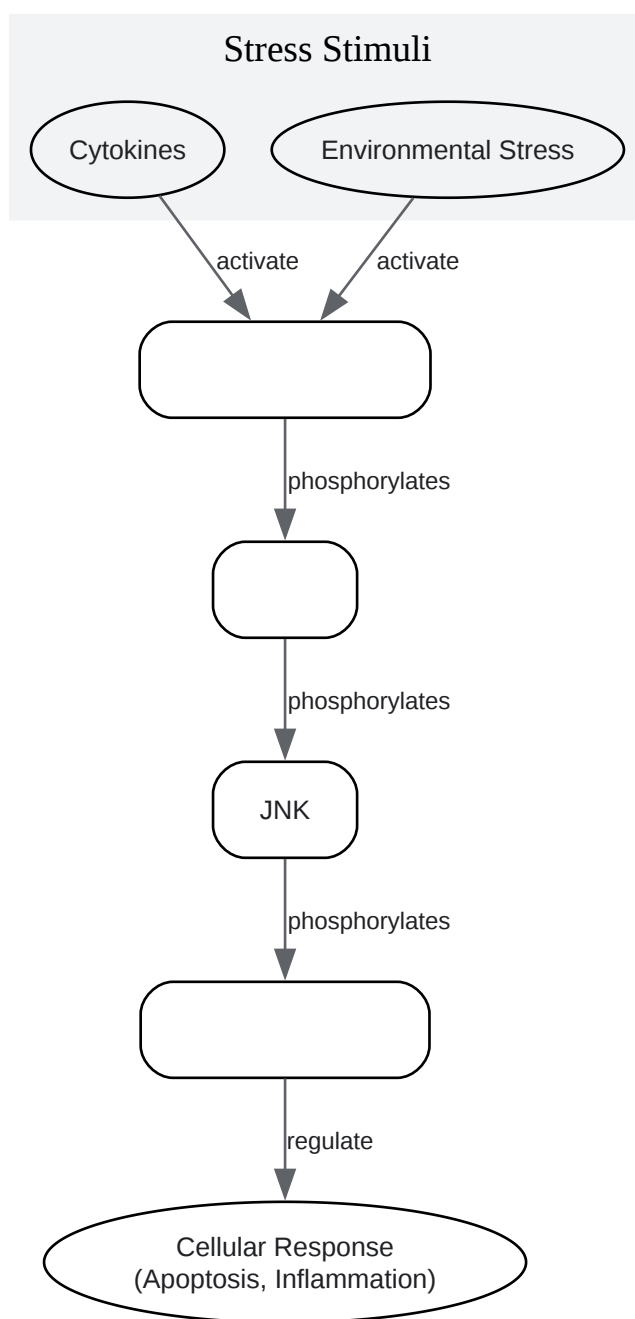 Stress Stimuli
Cytokines
Environmental Stress
activate
activate
phosphorylates
phosphorylates
JNK
phosphorylates
regulate
Cellular Response
(Apoptosis, Inflammation)